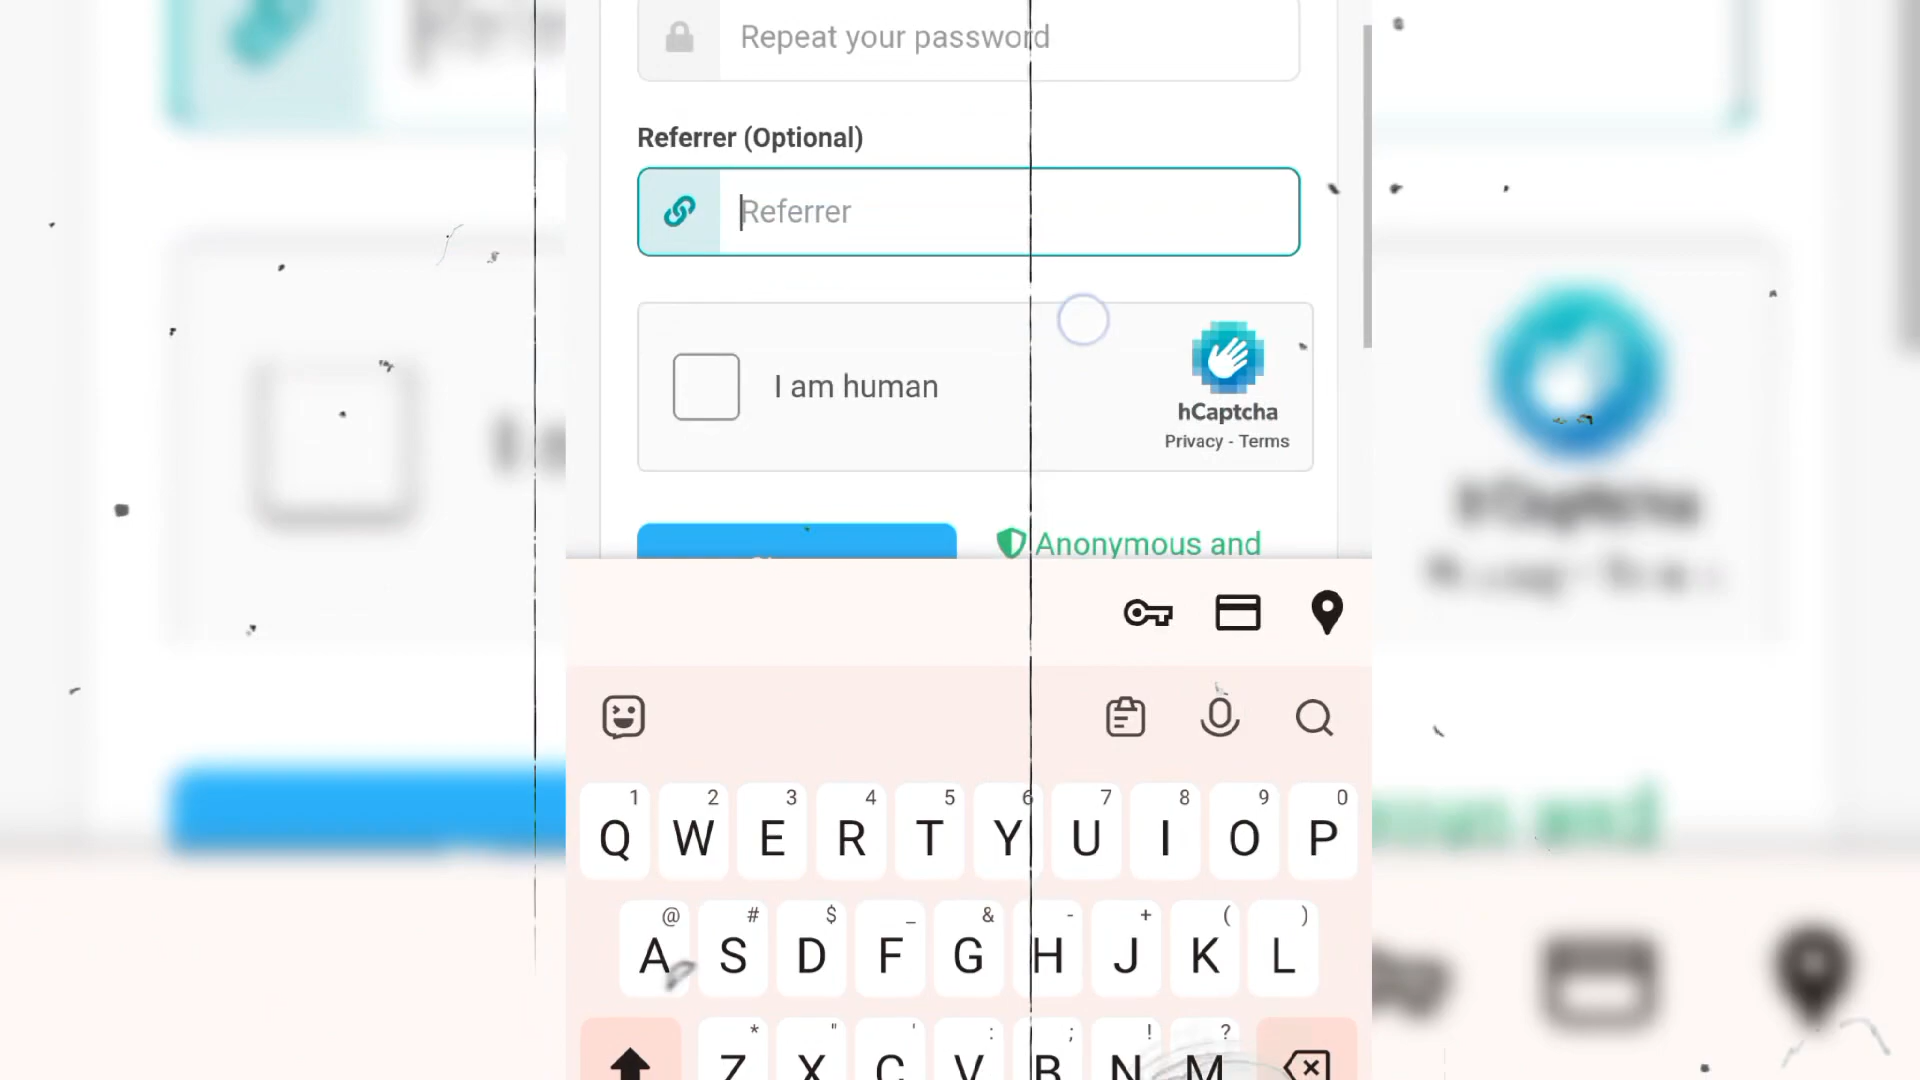 Repeat your password
Referrer (Optional)
Referrer
I am human
hCaptcha
Privacy - Terms
Anonymous and
1 2 3 4 5 6 7 8 9 0
Q W E R T Y U I O P
@ # $ _ & - + ( )
A S D F G H J K L
* " ' : ; ! ?
Z X C V B N M